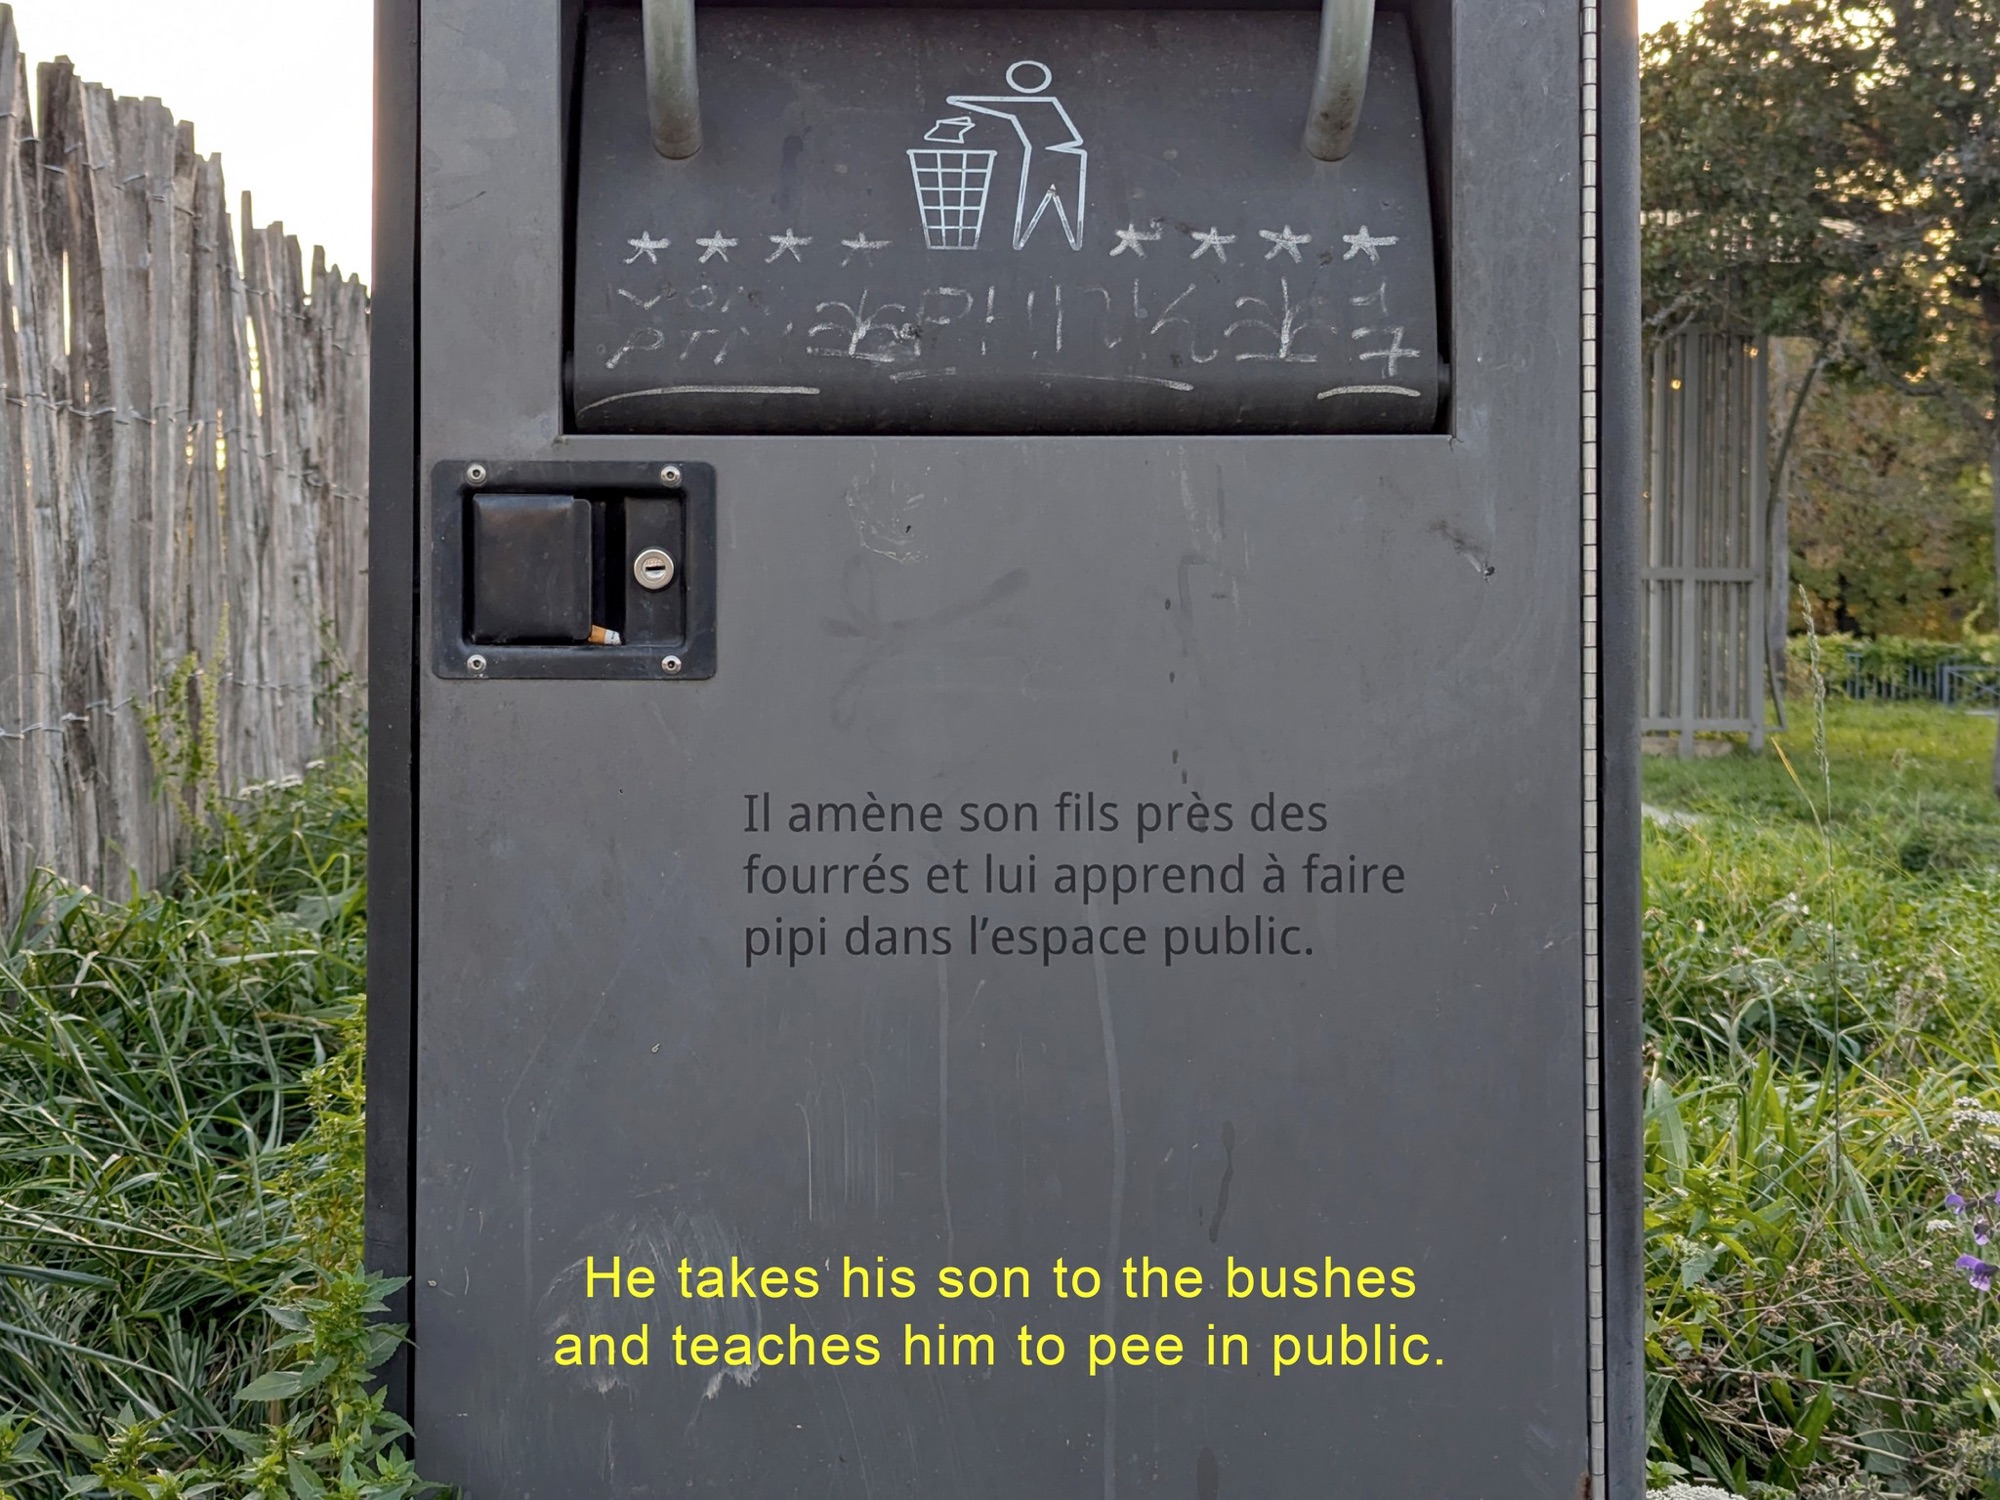 Il amène son fils près des
fourrés et lui apprend à faire
pipi dans l’espace public.
He takes his son to the bushes
and teaches him to pee in public.